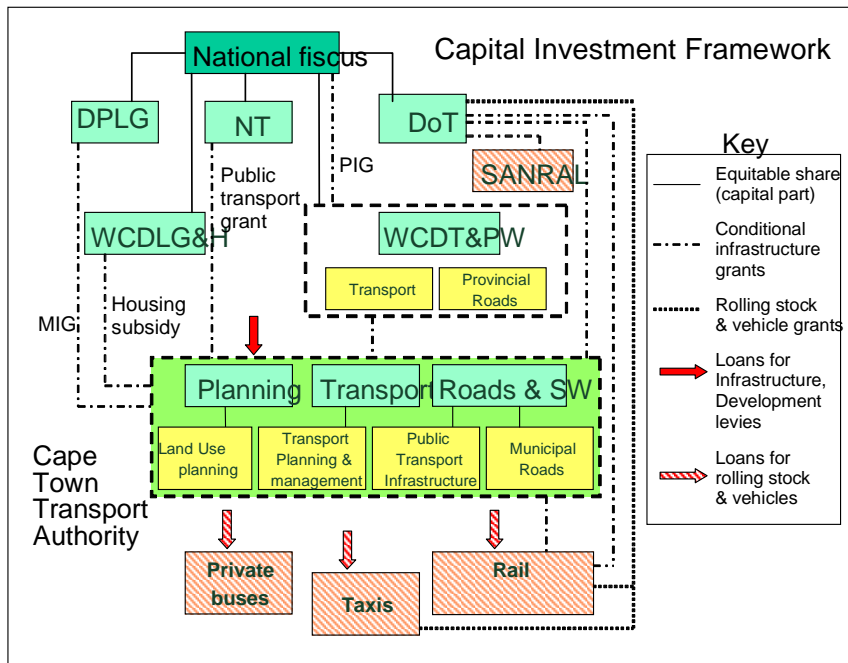 Capital Investment Framework
National fiscus
DPLG
NT
DoT
SANRAL
Public
transport
grant
PIG
WCDLG&H
WCDT&PW
Transport
Provincial
Roads
MIG
Housing
subsidy
Planning
Transport
Roads & SW
Land Use
planning
Transport
Planning &
management
Public
Transport
Infrastructure
Municipal
Roads
Cape
Town
Transport
Authority
Private
buses
Taxis
Rail
Key
Equitable share
(capital part)
Conditional
infrastructure
grants
Rolling stock
& vehicle grants
Loans for
Infrastructure,
Development
levies
Loans for
rolling stock
& vehicles